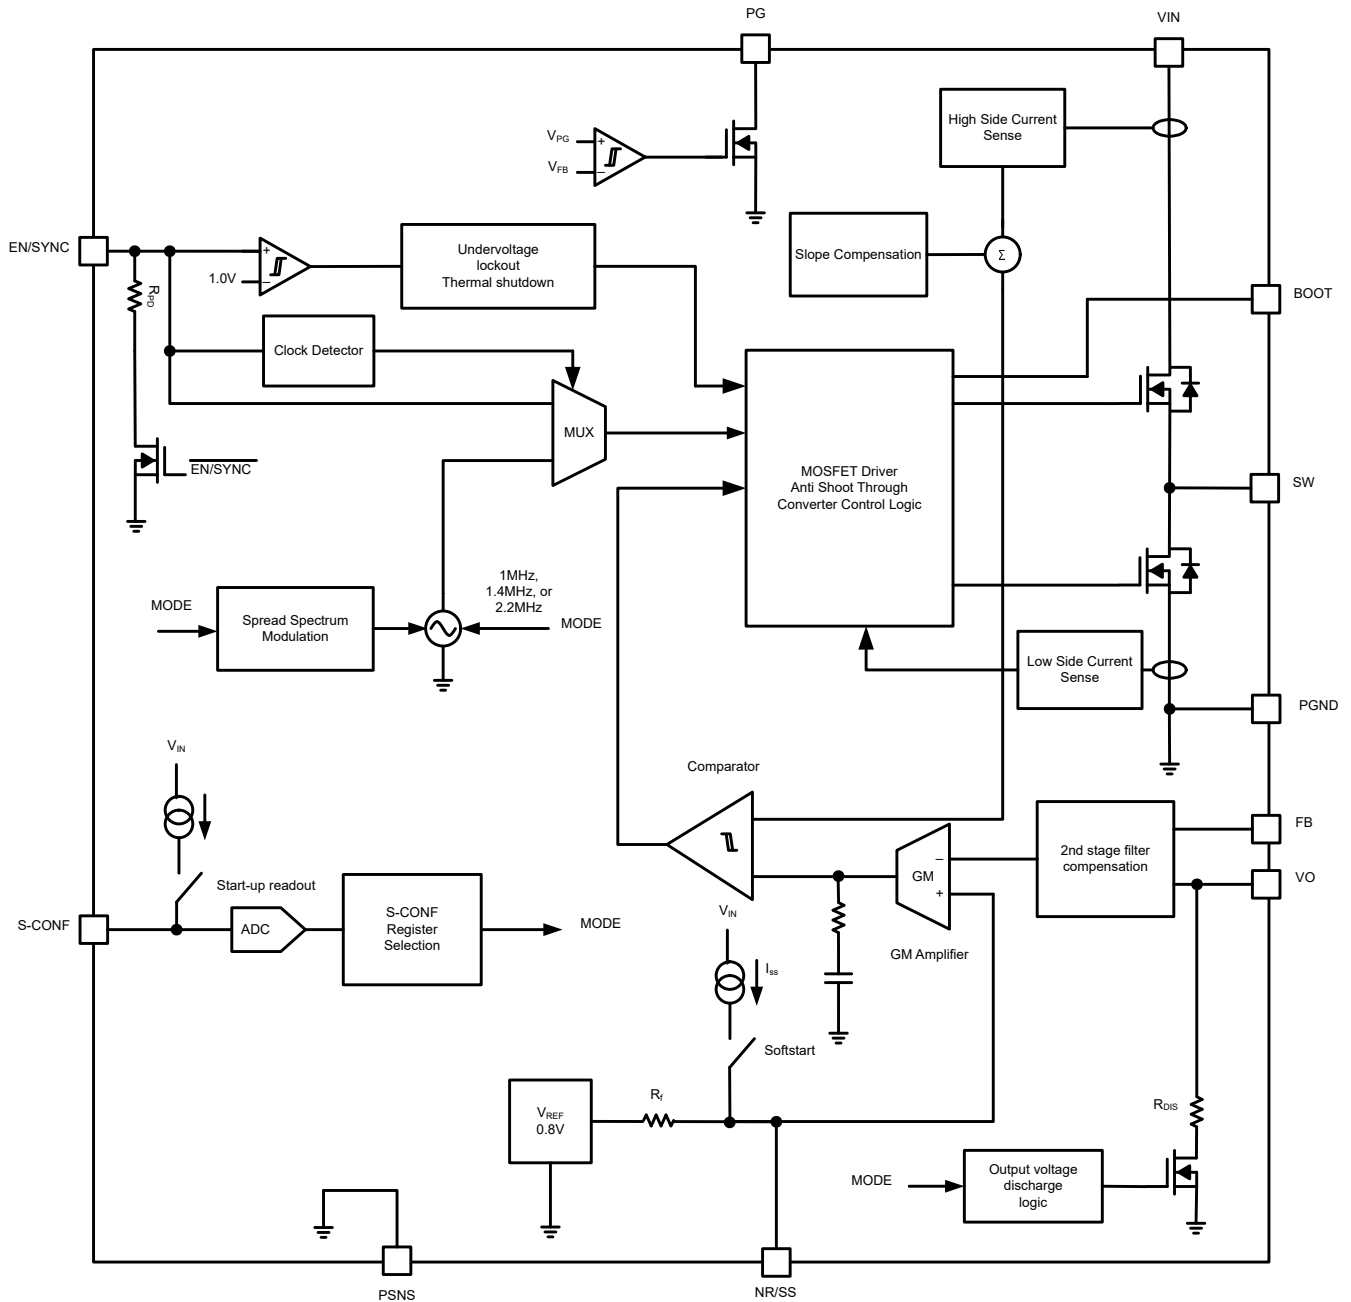 PG
VIN
High Side Current
Sense
VPG
+
VFB
–
EN/SYNC
+
1.0V
–
Undervoltage
lockout
Thermal shutdown
Slope Compensation
Σ
BOOT
RPD
Clock Detector
MUX
EN/SYNC
MOSFET Driver
Anti Shoot Through
Converter Control Logic
SW
1MHz,
1.4MHz, or
2.2MHz
MODE
Spread Spectrum
Modulation
MODE
Low Side Current
Sense
PGND
VIN
Comparator
FB
2nd stage filter
compensation
–
GM
+
VO
Start-up readout
S-CONF
ADC
S-CONF
Register
Selection
MODE
VIN
GM Amplifier
Iss
Softstart
VREF
0.8V
Rf
RDIS
MODE
Output voltage
discharge
logic
PSNS
NR/SS